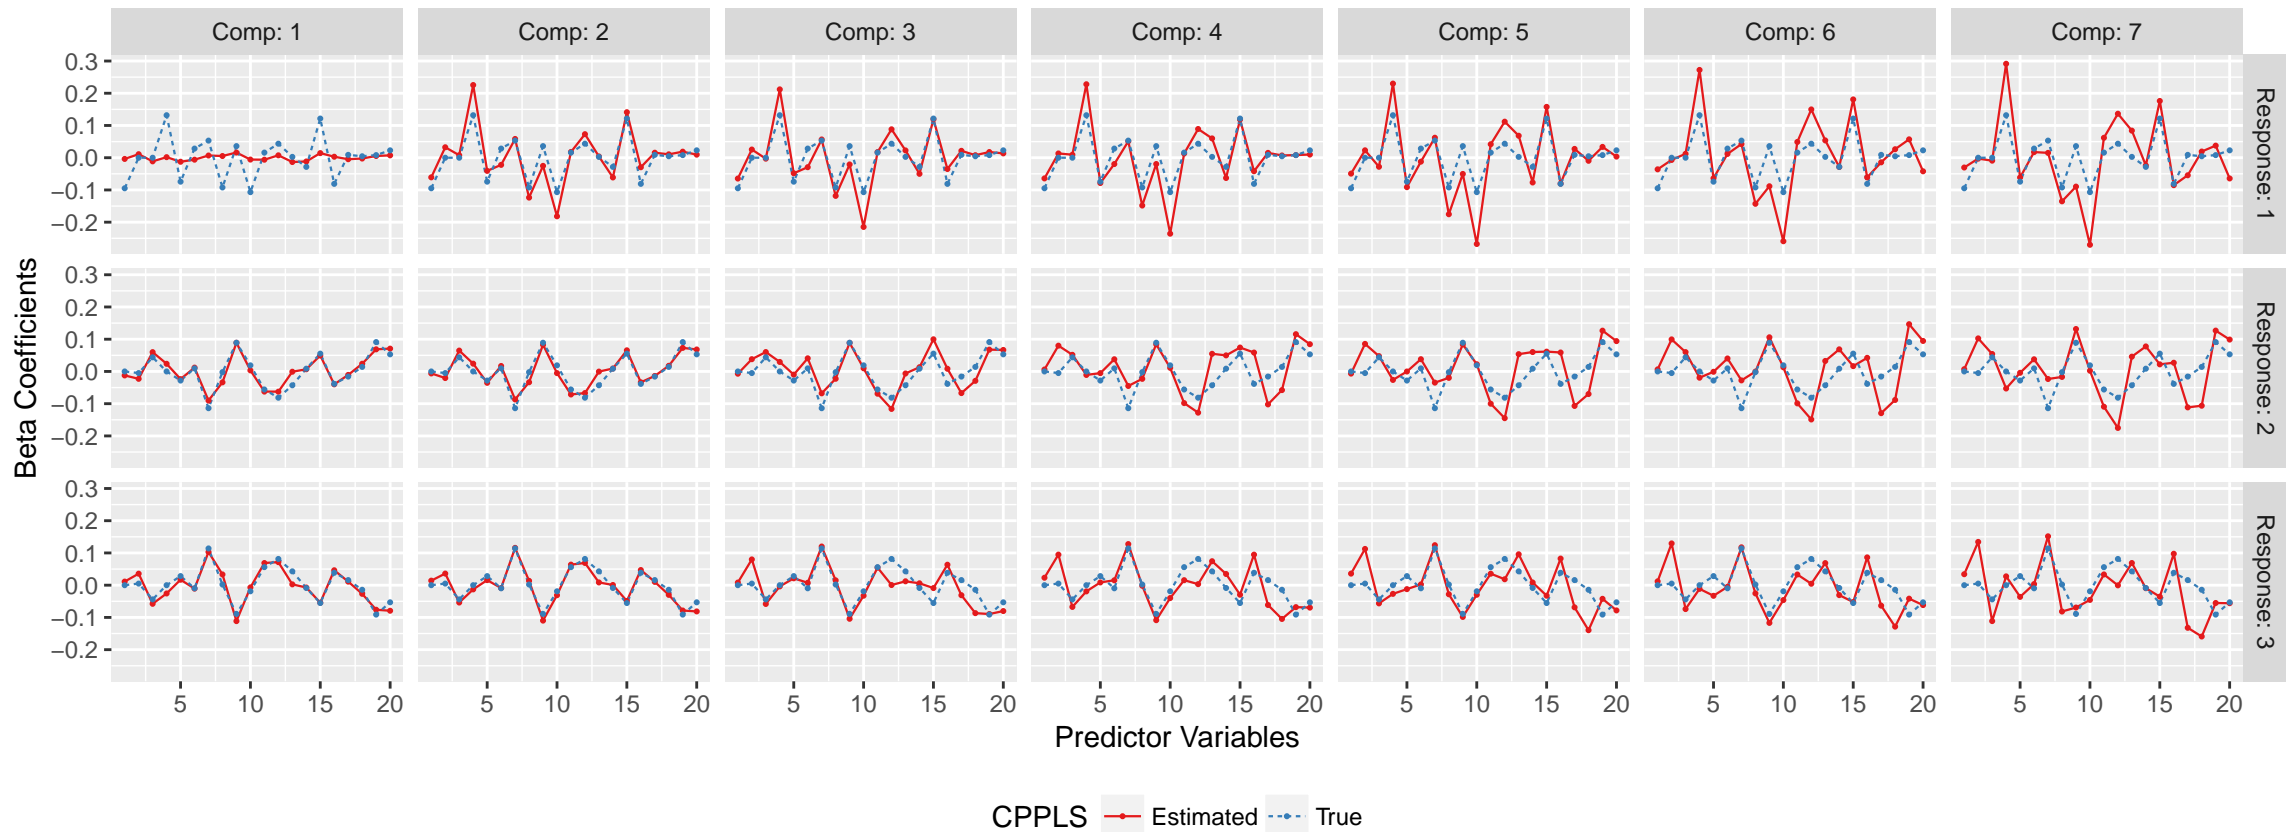 Comp: 1 Comp: 2 Comp: 3 Comp: 4 Comp: 5 Comp: 6 Comp: 7
0.3
0.2
0.1
0.0
−0.1
−0.2
Response: 1
0.3
0.2
0.1
0.0
−0.1
−0.2
Response: 2
0.3
0.2
0.1
0.0
−0.1
−0.2
Response: 3
Beta Coefficients
5 10 15 20 5 10 15 20 5 10 15 20 5 10 15 20 5 10 15 20 5 10 15 20 5 10 15 20
Predictor Variables
CPPLS Estimated True